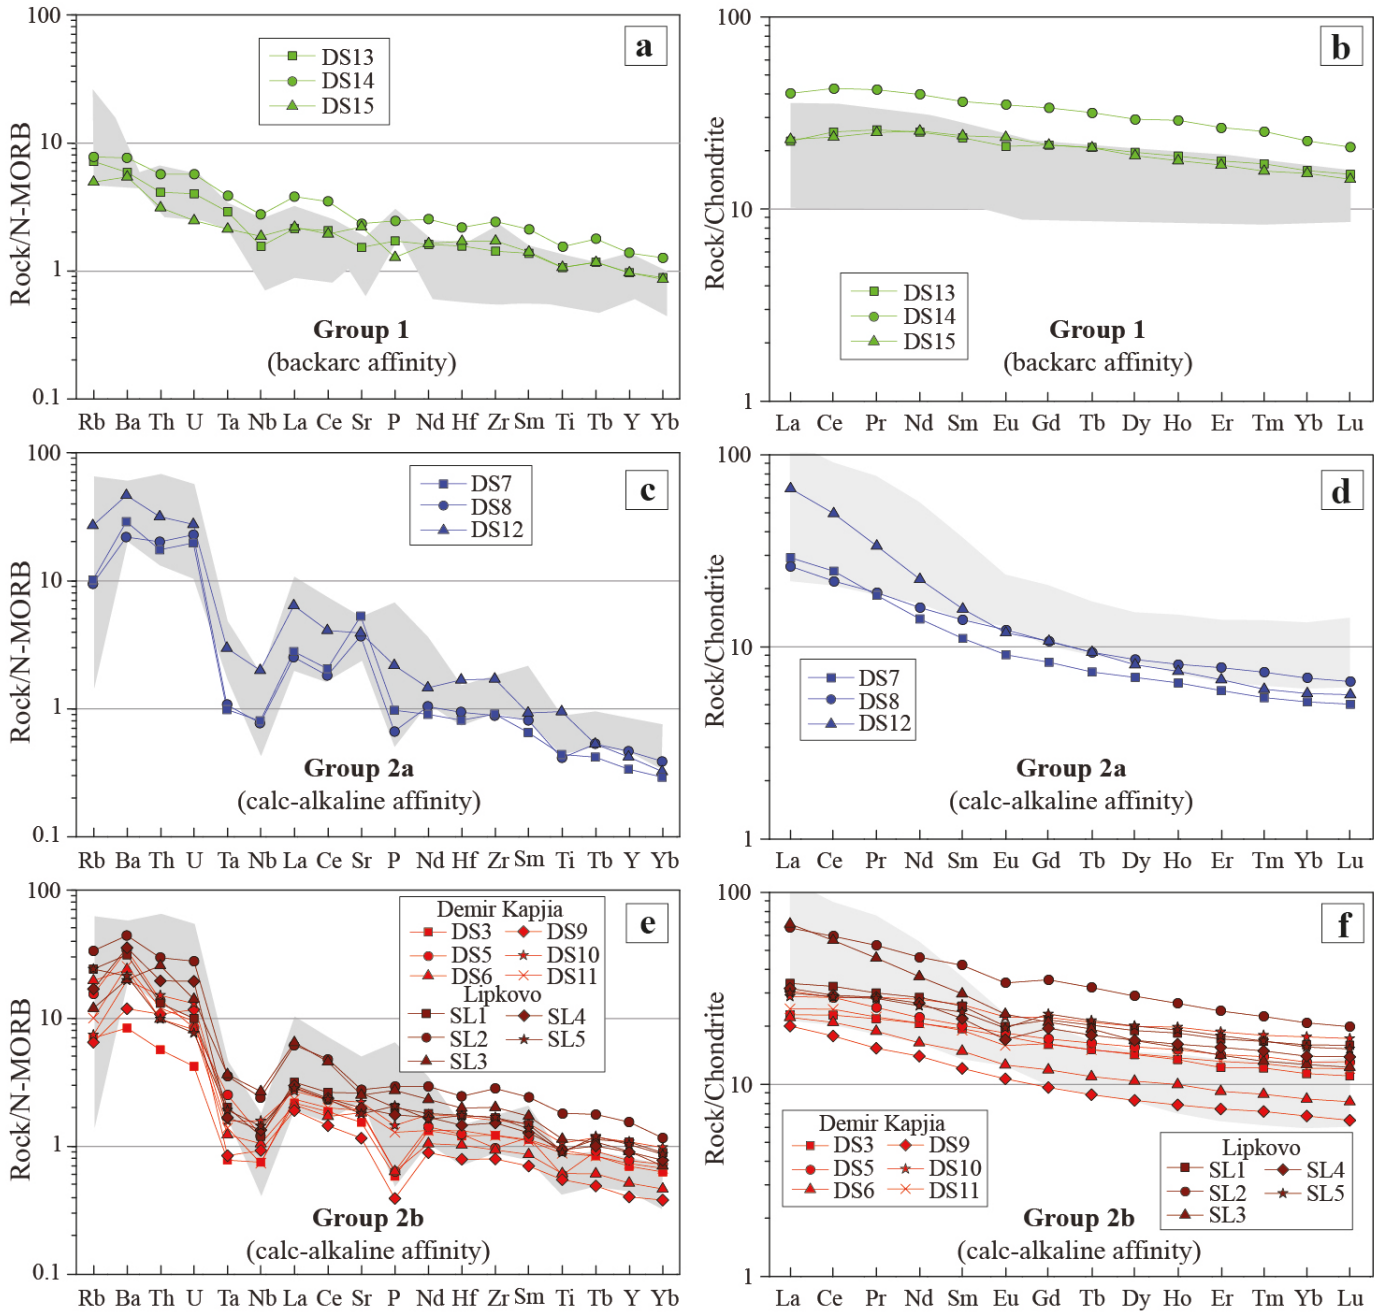 100
10
1
0.1
Rock/N-MORB
a
DS13
DS14
DS15
Group 1
(backarc affinity)
Rb Ba Th U Ta Nb La Ce Sr P Nd Hf Zr Sm Ti Tb Y Yb
100
10
1
Rock/Chondrite
b
DS13
DS14
DS15
Group 1
(backarc affinity)
La Ce Pr Nd Sm Eu Gd Tb Dy Ho Er Tm Yb Lu
100
10
1
0.1
Rock/N-MORB
c
DS7
DS8
DS12
Group 2a
(calc-alkaline affinity)
Rb Ba Th U Ta Nb La Ce Sr P Nd Hf Zr Sm Ti Tb Y Yb
100
10
1
Rock/Chondrite
d
DS7
DS8
DS12
Group 2a
(calc-alkaline affinity)
La Ce Pr Nd Sm Eu Gd Tb Dy Ho Er Tm Yb Lu
100
10
1
0.1
Rock/N-MORB
e
Demir Kapjia
DS3 DS9
DS5 DS10
DS6 DS11
Lipkovo
SL1 SL4
SL2 SL5
SL3
Group 2b
(calc-alkaline affinity)
Rb Ba Th U Ta Nb La Ce Sr P Nd Hf Zr Sm Ti Tb Y Yb
100
10
1
Rock/Chondrite
f
Demir Kapjia
DS3 DS9
DS5 DS10
DS6 DS11
Lipkovo
SL1 SL4
SL2 SL5
SL3
Group 2b
(calc-alkaline affinity)
La Ce Pr Nd Sm Eu Gd Tb Dy Ho Er Tm Yb Lu